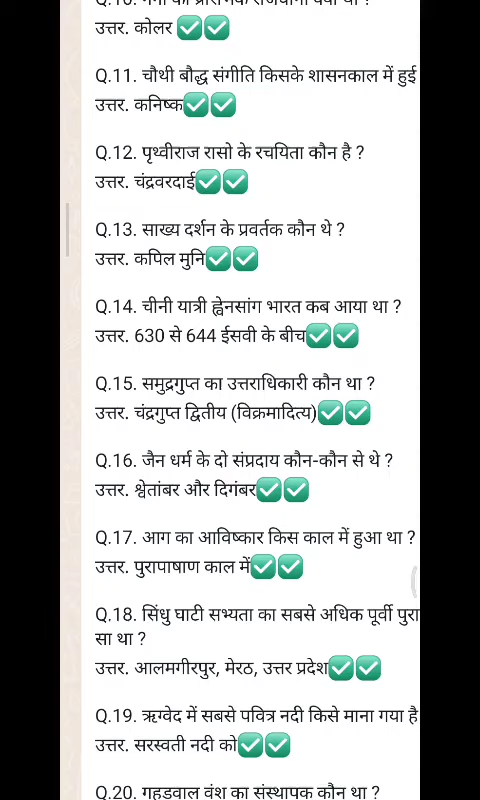 उत्तर. कोलर ✅✅
Q.11. चौथी बौद्ध संगीति किसके शासनकाल में हुई
उत्तर. कनिष्क✅✅
Q.12. पृथ्वीराज रासो के रचयिता कौन है ?
उत्तर. चंद्रवरदाई✅✅
Q.13. साख्य दर्शन के प्रवर्तक कौन थे ?
उत्तर. कपिल मुनि✅✅
Q.14. चीनी यात्री ह्वेनसांग भारत कब आया था ?
उत्तर. 630 से 644 ईसवी के बीच✅✅
Q.15. समुद्रगुप्त का उत्तराधिकारी कौन था ?
उत्तर. चंद्रगुप्त द्वितीय (विक्रमादित्य)✅✅
Q.16. जैन धर्म के दो संप्रदाय कौन-कौन से थे ?
उत्तर. श्वेतांबर और दिगंबर✅✅
Q.17. आग का आविष्कार किस काल में हुआ था ?
उत्तर. पुरापाषाण काल में✅✅
Q.18. सिंधु घाटी सभ्यता का सबसे अधिक पूर्वी पुरा
सा था ?
उत्तर. आलमगीरपुर, मेरठ, उत्तर प्रदेश✅✅
Q.19. ऋग्वेद में सबसे पवित्र नदी किसे माना गया है
उत्तर. सरस्वती नदी को✅✅
Q.20. गहडवाल वंश का संस्थापक कौन था ?